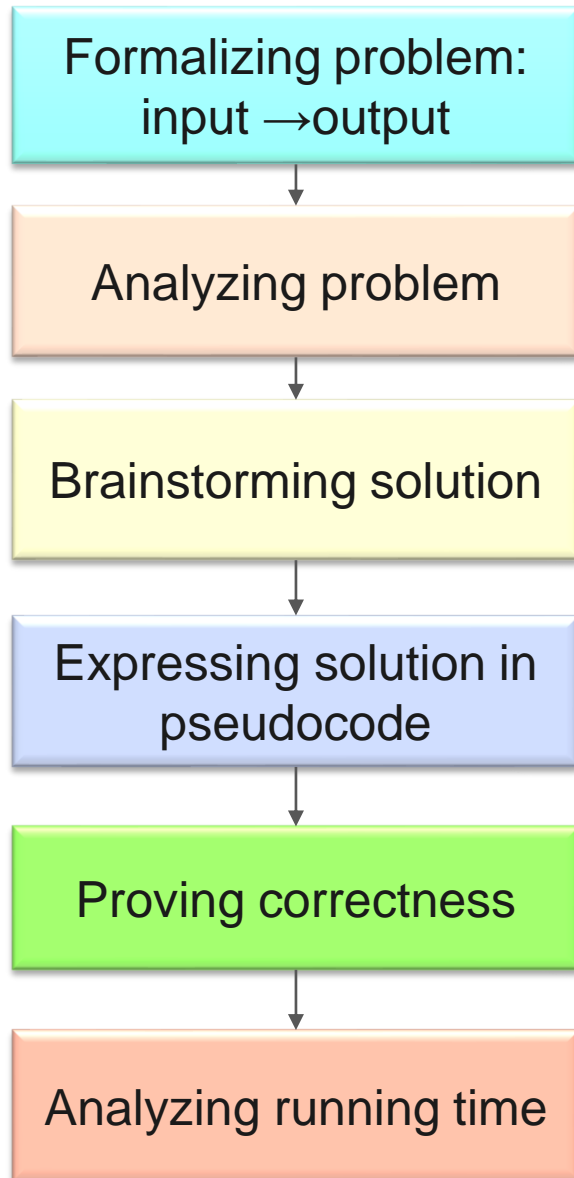 Formalizing problem:
input →output
Analyzing problem
Brainstorming solution
Expressing solution in
pseudocode
Proving correctness
Analyzing running time